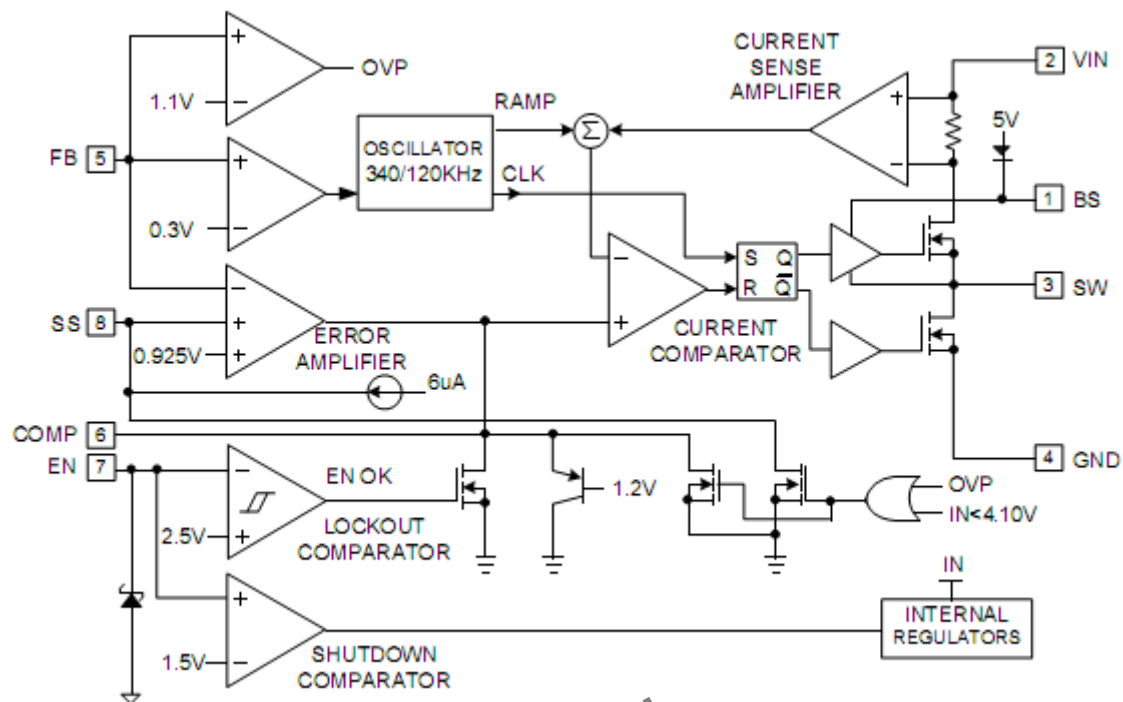 CURRENT
SENSE
AMPLIFIER
2 VIN
+
OVP
1.1V
−
RAMP
Σ
+
5V
FB 5
+
OSCILLATOR
340/120KHz
CLK
−
1 BS
0.3V
−
S Q
R Q̅
−
3 SW
SS 8
−
+
0.925V
+
ERROR
AMPLIFIER
+
CURRENT
COMPARATOR
6uA
COMP 6
EN 7
4 GND
−
EN OK
1.2V
OVP
IN<4.10V
2.5V
+
LOCKOUT
COMPARATOR
IN
+
INTERNAL
REGULATORS
1.5V
−
SHUTDOWN
COMPARATOR